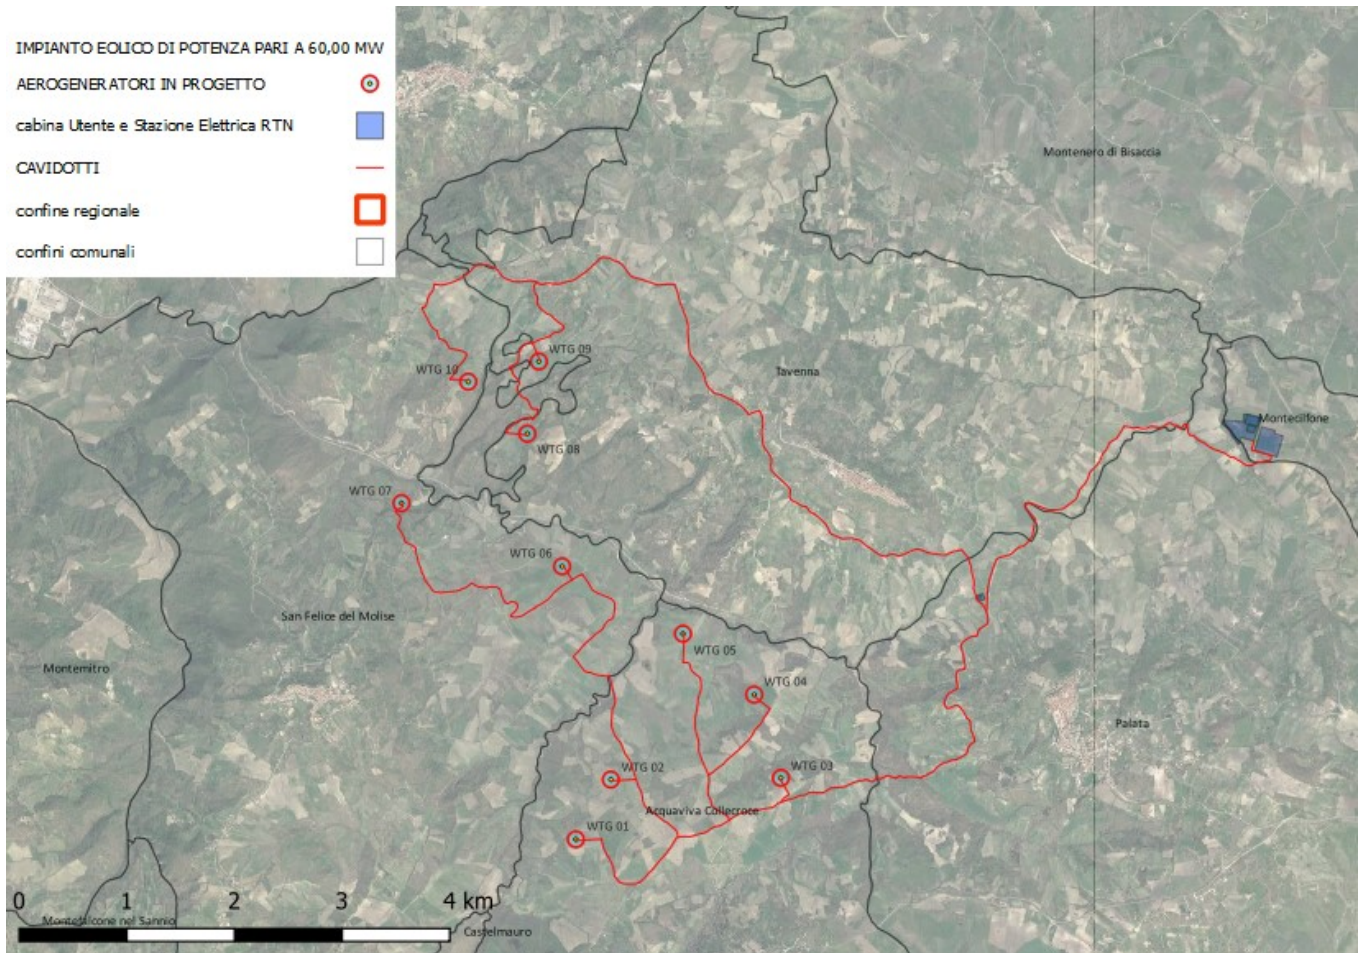 IMPIANTO EOLICO DI POTENZA PARI A 60,00 MW
AEROGENERATORI IN PROGETTO
cabina Utente e Stazione Elettrica RTN
CAVIDOTTI
confine regionale
confini comunali
Montenero di Bisaccia
WTG 09
WTG 10
Tavenna
Montecilfone
WTG 08
WTG 07
WTG 06
San Felice del Molise
WTG 05
Montemitro
WTG 04
Palata
WTG 02
WTG 03
Acquaviva Collecroce
WTG 01
0 1 2 3 4 km
Montefalcone nel Sannio
Castelmauro